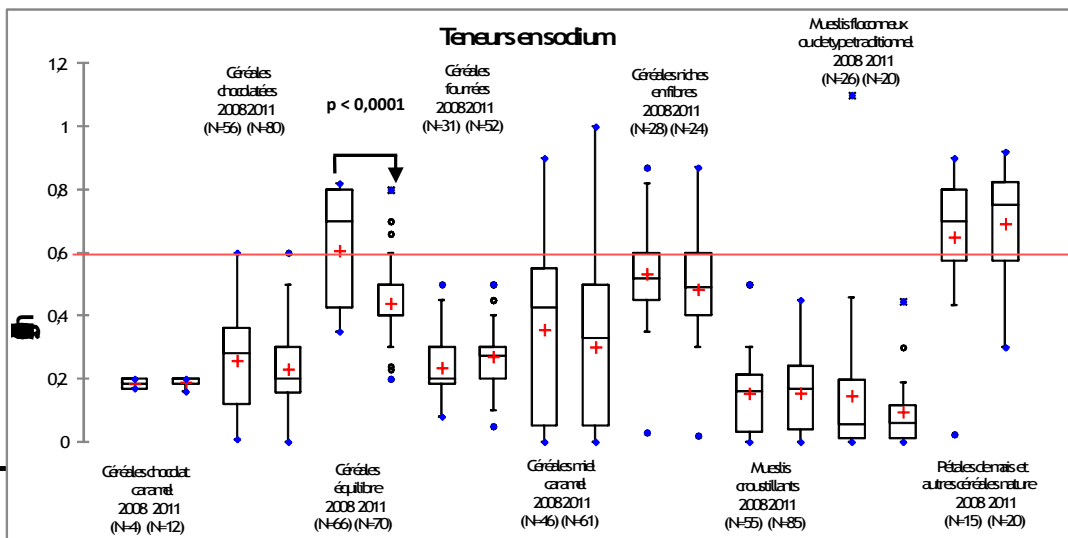 Teneurs en sodium
Mueslis floconneux
ou de type traditionnel
2008 2011
(N=26) (N=20)
Céréales
chocolatées
2008 2011
(N=56) (N=80)
p < 0,0001
Céréales
fourrées
2008 2011
(N=31) (N=52)
Céréales riches
en fibres
2008 2011
(N=28) (N=24)
1,2
1
0,8
0,6
0,4
0,2
0
Céréales chocolat
caramel
2008 2011
(N=4) (N=12)
Céréales
équilibre
2008 2011
(N=66) (N=70)
Céréales miel
caramel
2008 2011
(N=46) (N=61)
Mueslis
croustillants
2008 2011
(N=55) (N=85)
Pétales de maïs et
autres céréales nature
2008 2011
(N=15) (N=20)